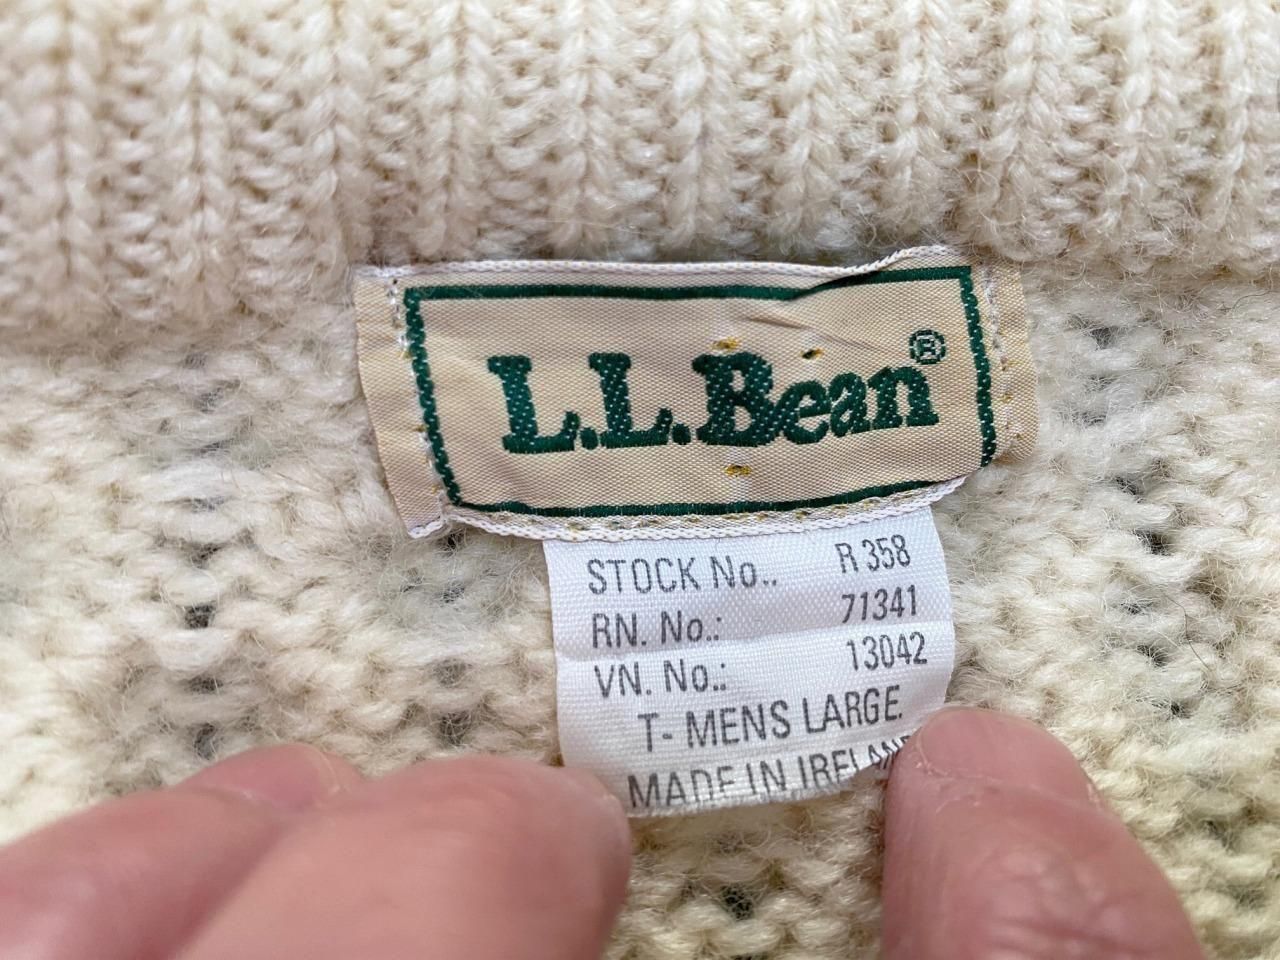 L.L.Bean®
STOCK No.. R 358
RN. No.: 71341
VN. No.: 13042
T- MENS LARGE.
MADE IN IRELAND